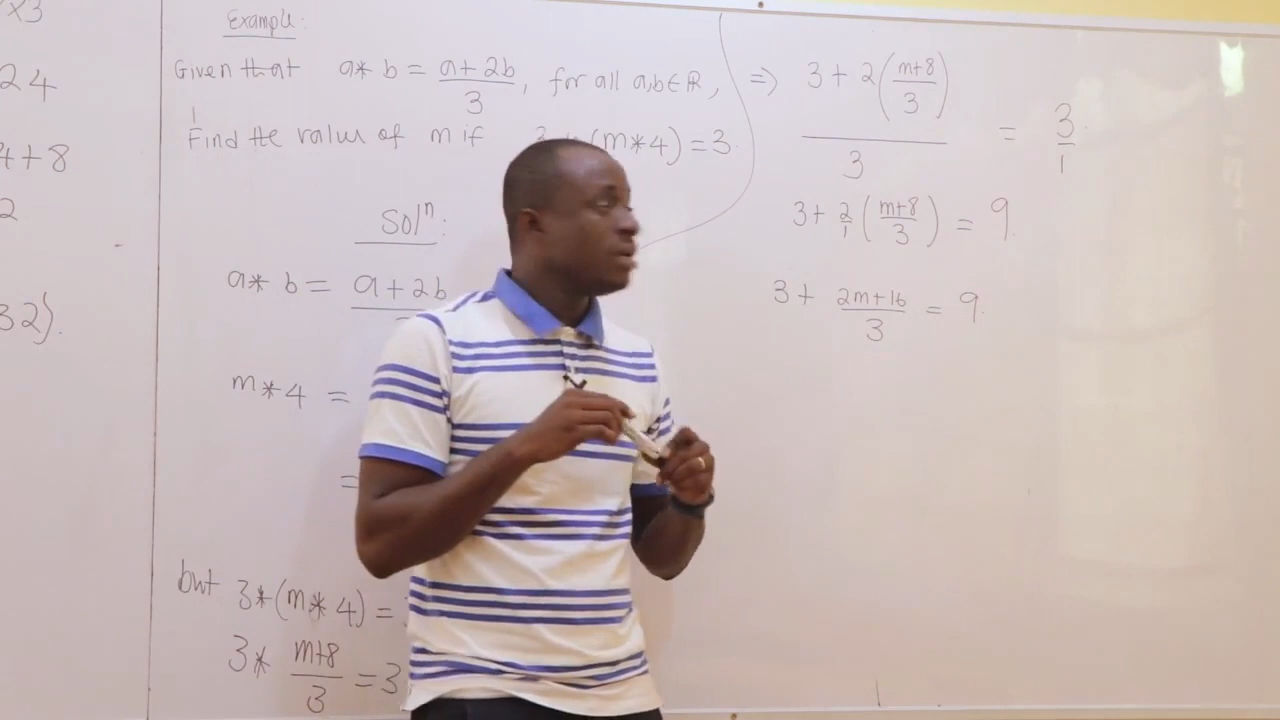 ×3
24
4+8
2
32).
Example:
Given that a * b = (a + 2b)/3, for all a,b ∈ ℝ,
Find the value of m if (m * 4) = 3.
Solⁿ:
a * b = a + 2b
m * 4 =
=
but 3 * (m * 4) =
3 * (m+8)/3 = 3
=> (3 + 2((m+8)/3))/3 = 3/1
3 + 2/1 ((m+8)/3) = 9
3 + (2m+16)/3 = 9